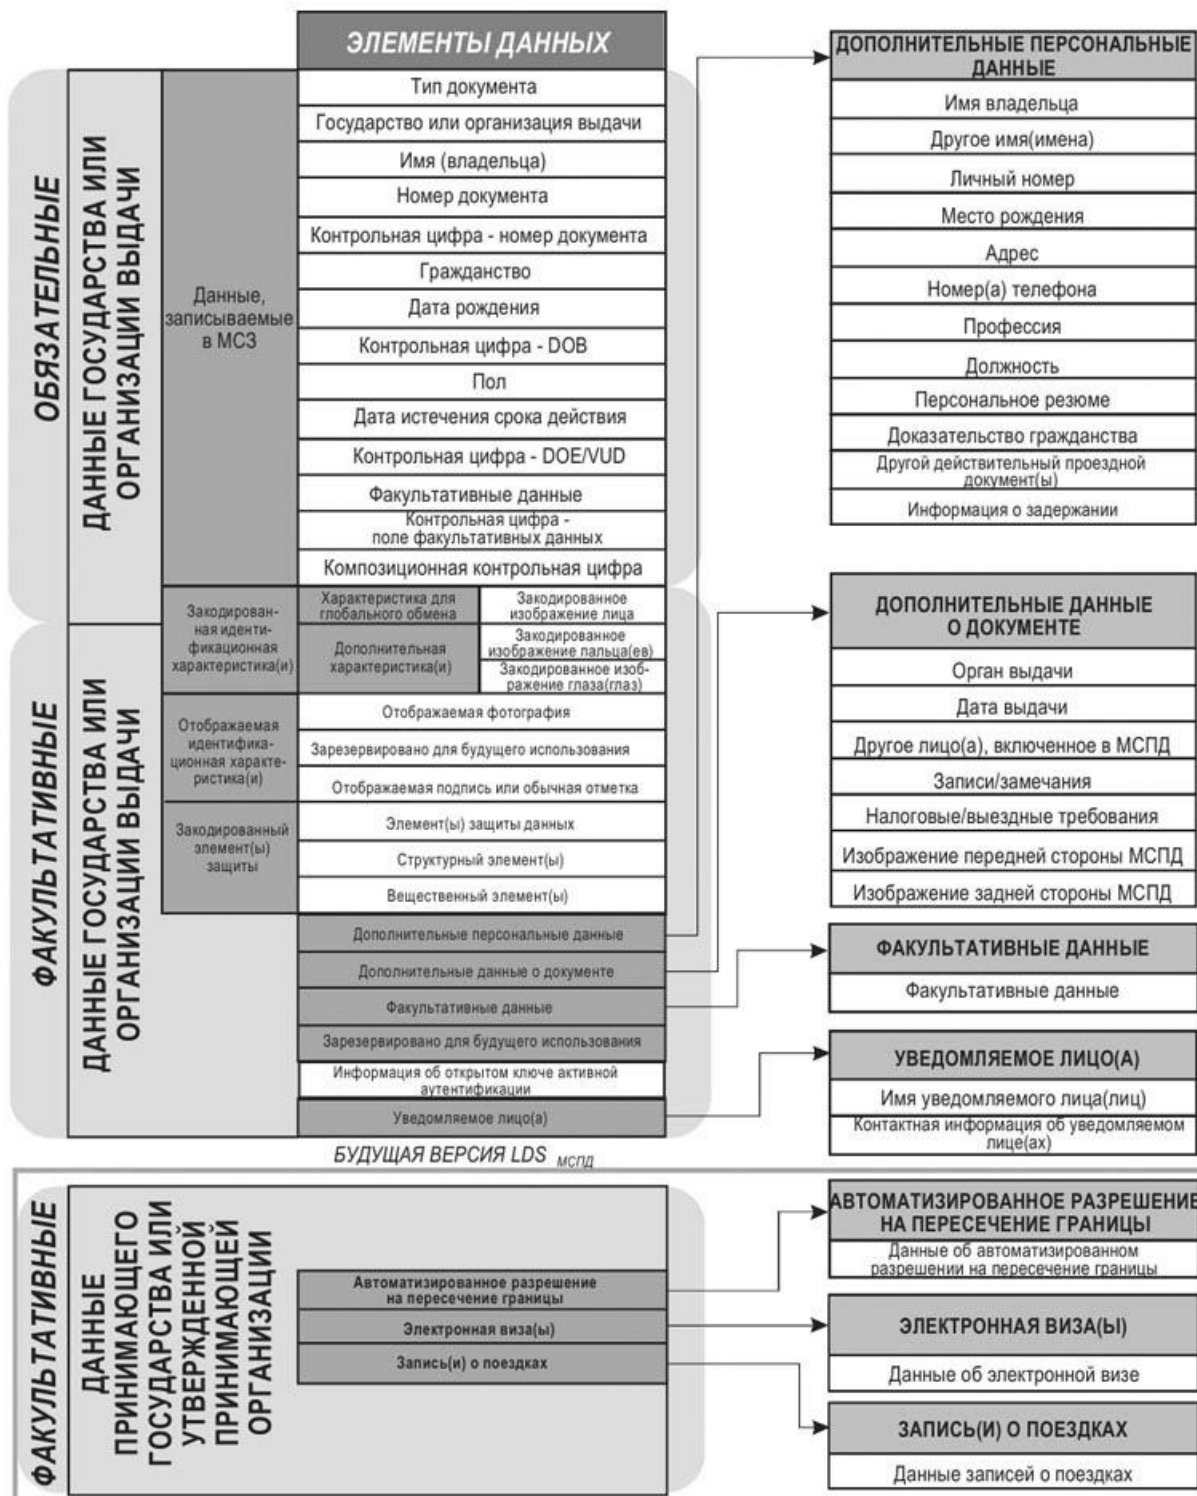 ЭЛЕМЕНТЫ ДАННЫХ
ОБЯЗАТЕЛЬНЫЕ
ДАННЫЕ ГОСУДАРСТВА ИЛИ
ОРГАНИЗАЦИИ ВЫДАЧИ
Данные,
записываемые
в МСЗ
Тип документа
Государство или организация выдачи
Имя (владельца)
Номер документа
Контрольная цифра - номер документа
Гражданство
Дата рождения
Контрольная цифра - DOB
Пол
Дата истечения срока действия
Контрольная цифра - DOE/VUD
Факультативные данные
Контрольная цифра -
поле факультативных данных
Композиционная контрольная цифра
Закодирован-
ная иденти-
фикационная
характеристика(и)
Характеристика для
глобального обмена
Закодированное
изображение лица
Дополнительная
характеристика(и)
Закодированное
изображение пальца(ев)
Закодированное изоб-
ражение глаза(глаз)
ФАКУЛЬТАТИВНЫЕ
ДАННЫЕ ГОСУДАРСТВА ИЛИ
ОРГАНИЗАЦИИ ВЫДАЧИ
Отображаемая
идентифика-
ционная характе-
ристика(и)
Отображаемая фотография
Зарезервировано для будущего использования
Отображаемая подпись или обычная отметка
Закодированный
элемент(ы)
защиты
Элемент(ы) защиты данных
Структурный элемент(ы)
Вещественный элемент(ы)
Дополнительные персональные данные
Дополнительные данные о документе
Факультативные данные
Зарезервировано для будущего использования
Информация об открытом ключе активной
аутентификации
Уведомляемое лицо(а)
ДОПОЛНИТЕЛЬНЫЕ ПЕРСОНАЛЬНЫЕ
ДАННЫЕ
Имя владельца
Другое имя(имена)
Личный номер
Место рождения
Адрес
Номер(а) телефона
Профессия
Должность
Персональное резюме
Доказательство гражданства
Другой действительный проездной
документ(ы)
Информация о задержании
ДОПОЛНИТЕЛЬНЫЕ ДАННЫЕ
О ДОКУМЕНТЕ
Орган выдачи
Дата выдачи
Другое лицо(а), включенное в МСПД
Записи/замечания
Налоговые/выездные требования
Изображение передней стороны МСПД
Изображение задней стороны МСПД
ФАКУЛЬТАТИВНЫЕ ДАННЫЕ
Факультативные данные
УВЕДОМЛЯЕМОЕ ЛИЦО(А)
Имя уведомляемого лица(лиц)
Контактная информация об уведомляемом
лице(ах)
БУДУЩАЯ ВЕРСИЯ LDS МСПД
ФАКУЛЬТАТИВНЫЕ
ДАННЫЕ
ПРИНИМАЮЩЕГО
ГОСУДАРСТВА ИЛИ
УТВЕРЖДЕННОЙ
ПРИНИМАЮЩЕЙ
ОРГАНИЗАЦИИ
Автоматизированное разрешение
на пересечение границы
Электронная виза(ы)
Запись(и) о поездках
АВТОМАТИЗИРОВАННОЕ РАЗРЕШЕНИЕ
НА ПЕРЕСЕЧЕНИЕ ГРАНИЦЫ
Данные об автоматизированном
разрешении на пересечение границы
ЭЛЕКТРОННАЯ ВИЗА(Ы)
Данные об электронной визе
ЗАПИСЬ(И) О ПОЕЗДКАХ
Данные записей о поездках